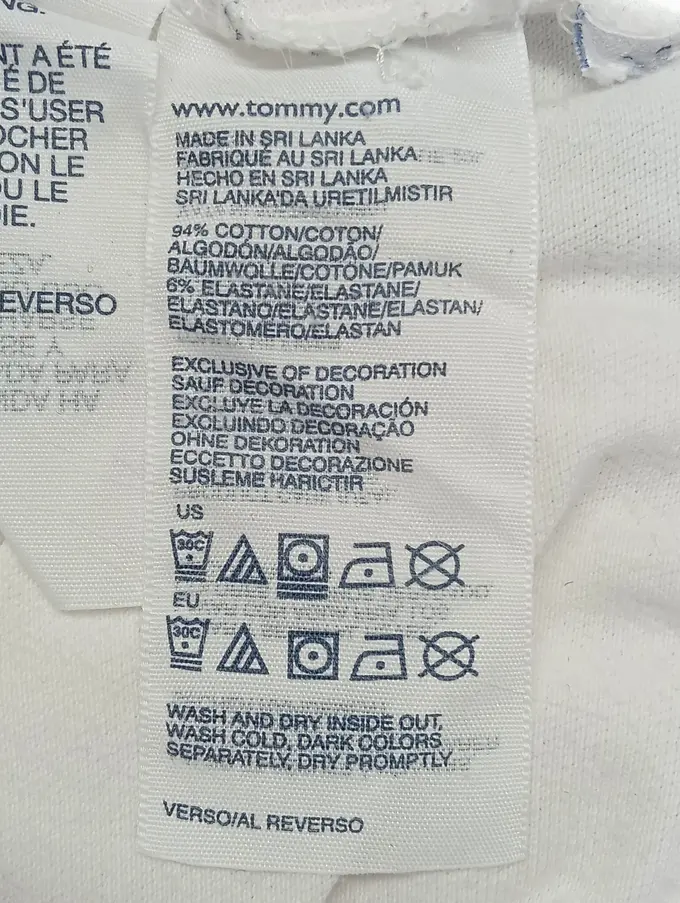 NG.
NT A ÉTÉ
É DE
S'USER
OCHER
ON LE
OU LE
IE.
EVERSO
www.tommy.com
MADE IN SRI LANKA
FABRIQUÉ AU SRI LANKA
HECHO EN SRI LANKA
SRI LANKA'DA URETILMISTIR
94% COTTON/COTON/
ALGODÓN/ALGODÃO/
BAUMWOLLE/COTONE/PAMUK
6% ELASTANE/ELASTANE/
ELASTANO/ELASTANE/ELASTAN/
ELASTOMERO/ELASTAN
EXCLUSIVE OF DECORATION
SAUF DECORATION
EXCLUYE LA DECORACIÓN
EXCLUINDO DECORAÇAO
OHNE DEKORATION
ECCETTO DECORAZIONE
SUSLEME HARICTIR
US
30C
EU
30C
WASH AND DRY INSIDE OUT,
WASH COLD, DARK COLORS
SEPARATELY, DRY PROMPTLY
VERSO/AL REVERSO